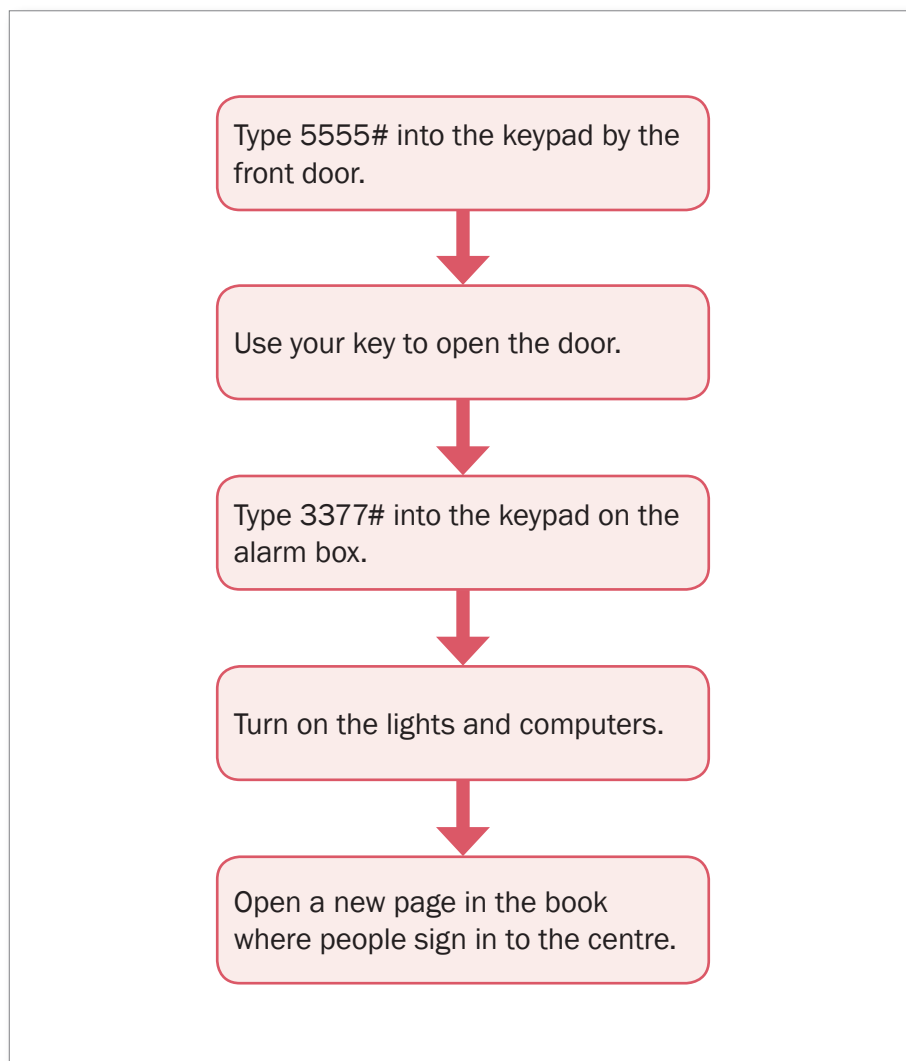 Type 5555# into the keypad by the
front door.
Use your key to open the door.
Type 3377# into the keypad on the
alarm box.
Turn on the lights and computers.
Open a new page in the book
where people sign in to the centre.